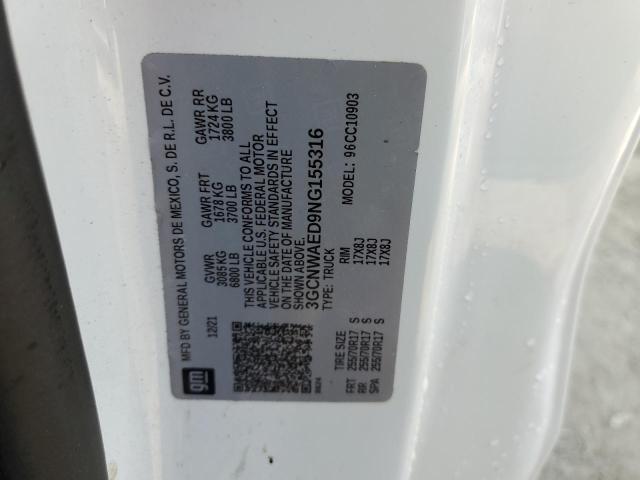 gm
MFD BY GENERAL MOTORS DE MEXICO, S. DE R.L. DE C.V.
12/21
GVWR GAWR FRT GAWR RR
3085 KG 1678 KG 1724 KG
6800 LB 3700 LB 3800 LB
THIS VEHICLE CONFORMS TO ALL
APPLICABLE U.S. FEDERAL MOTOR
VEHICLE SAFETY STANDARDS IN EFFECT
ON THE DATE OF MANUFACTURE
SHOWN ABOVE.
3GCNWAED9NG155316
TYPE: TRUCK MODEL: 96CC10903
TIRE SIZE RIM
FRT 255/70R17 S 17X8J
RR 255/70R17 S 17X8J
SPA 255/70R17 S 17X8J